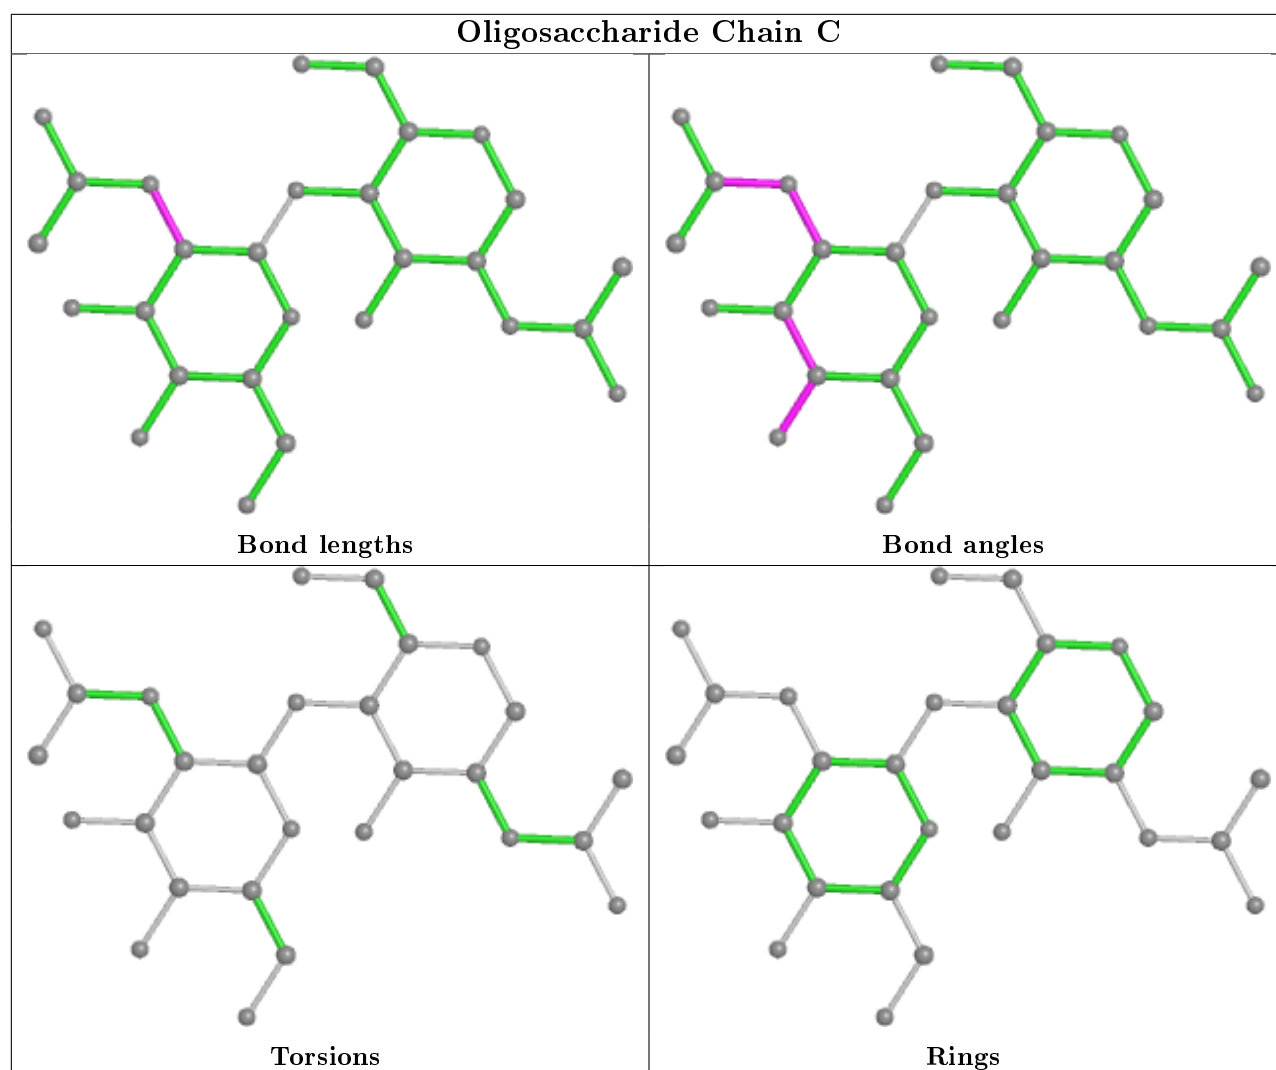 Oligosaccharide Chain C
Bond lengths
Bond angles
Torsions
Rings